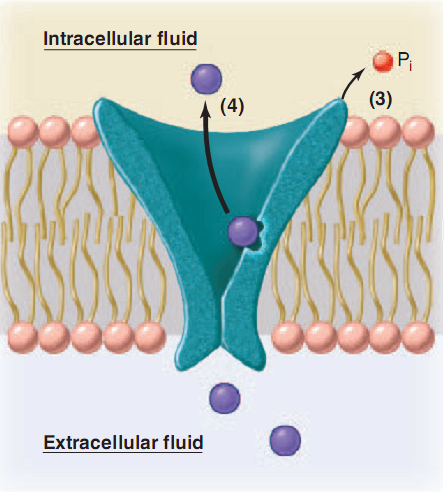 Intracellular fluid
Pi
(4)
(3)
Extracellular fluid